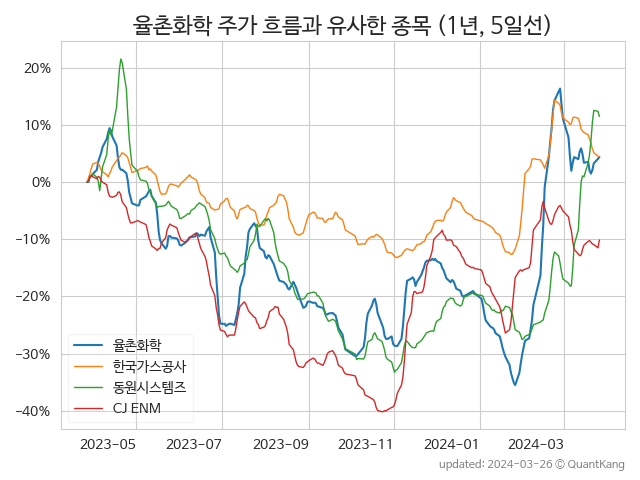 율촌화학 주가 흐름과 유사한 종목 (1년, 5일선)
20%
10%
0%
−10%
−20%
−30%
−40%
율촌화학
한국가스공사
동원시스템즈
CJ ENM
2023-05
2023-07
2023-09
2023-11
2024-01
2024-03
updated: 2024-03-26 © QuantKang